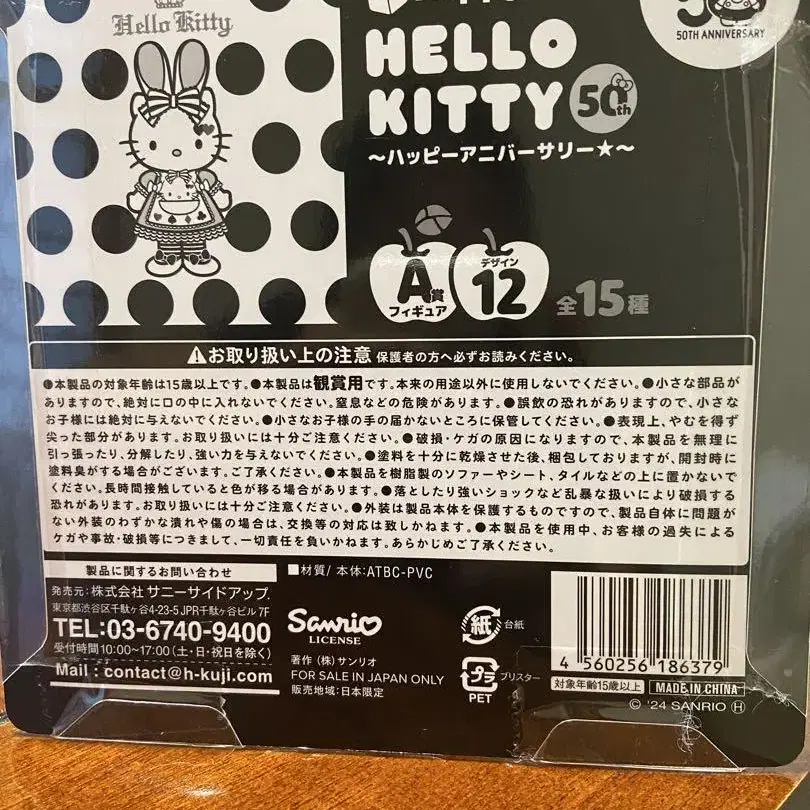 Hello Kitty
50TH ANNIVERSARY
HELLO
KITTY 50th
～ハッピーアニバーサリー★～
A賞
フィギュア
デザイン
12
全15種
⚠お取り扱い上の注意 保護者の方へ必ずお読みください。
●本製品の対象年齢は15歳以上です。●本製品は観賞用です。本来の用途以外に使用しないでください。●小さな部品が
ありますので、絶対に口の中に入れないでください。窒息などの危険があります。●誤飲の恐れがありますので、小さな
お子様には絶対に与えないでください。●小さなお子様の手の届かないところに保管してください。●表現上、やむを得ず
尖った部分があります。お取り扱いには十分ご注意ください。●破損・ケガの原因になりますので、本製品を無理に
引っ張ったり、分解したり、強い力を与えないでください。●塗料を十分に乾燥させた後、梱包しておりますが、開封時に
塗料臭がする場合がございます。ご了承ください。●本製品を樹脂製のソファーやシート、タイルなどの上に置かないで
ください。長時間接触していると色が移る場合があります。●落としたり強いショックなど乱暴な扱いにより破損する
恐れがあります。お取り扱いには十分ご注意ください。●外装は製品本体を保護するものですので、製品自体に問題が
ない外装のわずかな潰れや傷の場合は、交換等の対応は致しかねます。●本製品を使用中、お客様の過失による
ケガや事故・破損等につきまして、一切責任を負いかねます。あらかじめご了承ください。
製品に関するお問い合わせ
発売元：株式会社 サニーサイドアップ.
東京都渋谷区千駄ヶ谷4-23-5 JPR千駄ヶ谷ビル 7F
TEL:03-6740-9400
受付時間10:00～17:00（土・日・祝日を除く）
Mail : contact@h-kuji.com
■材質/ 本体：ATBC-PVC
Sanrio
LICENSE
著作（株）サンリオ
FOR SALE IN JAPAN ONLY
販売地域：日本限定
紙 台紙
プラ ブリスター
PET
4 560256 186379
対象年齢15歳以上 MADE IN CHINA
© '24 SANRIO Ⓗ